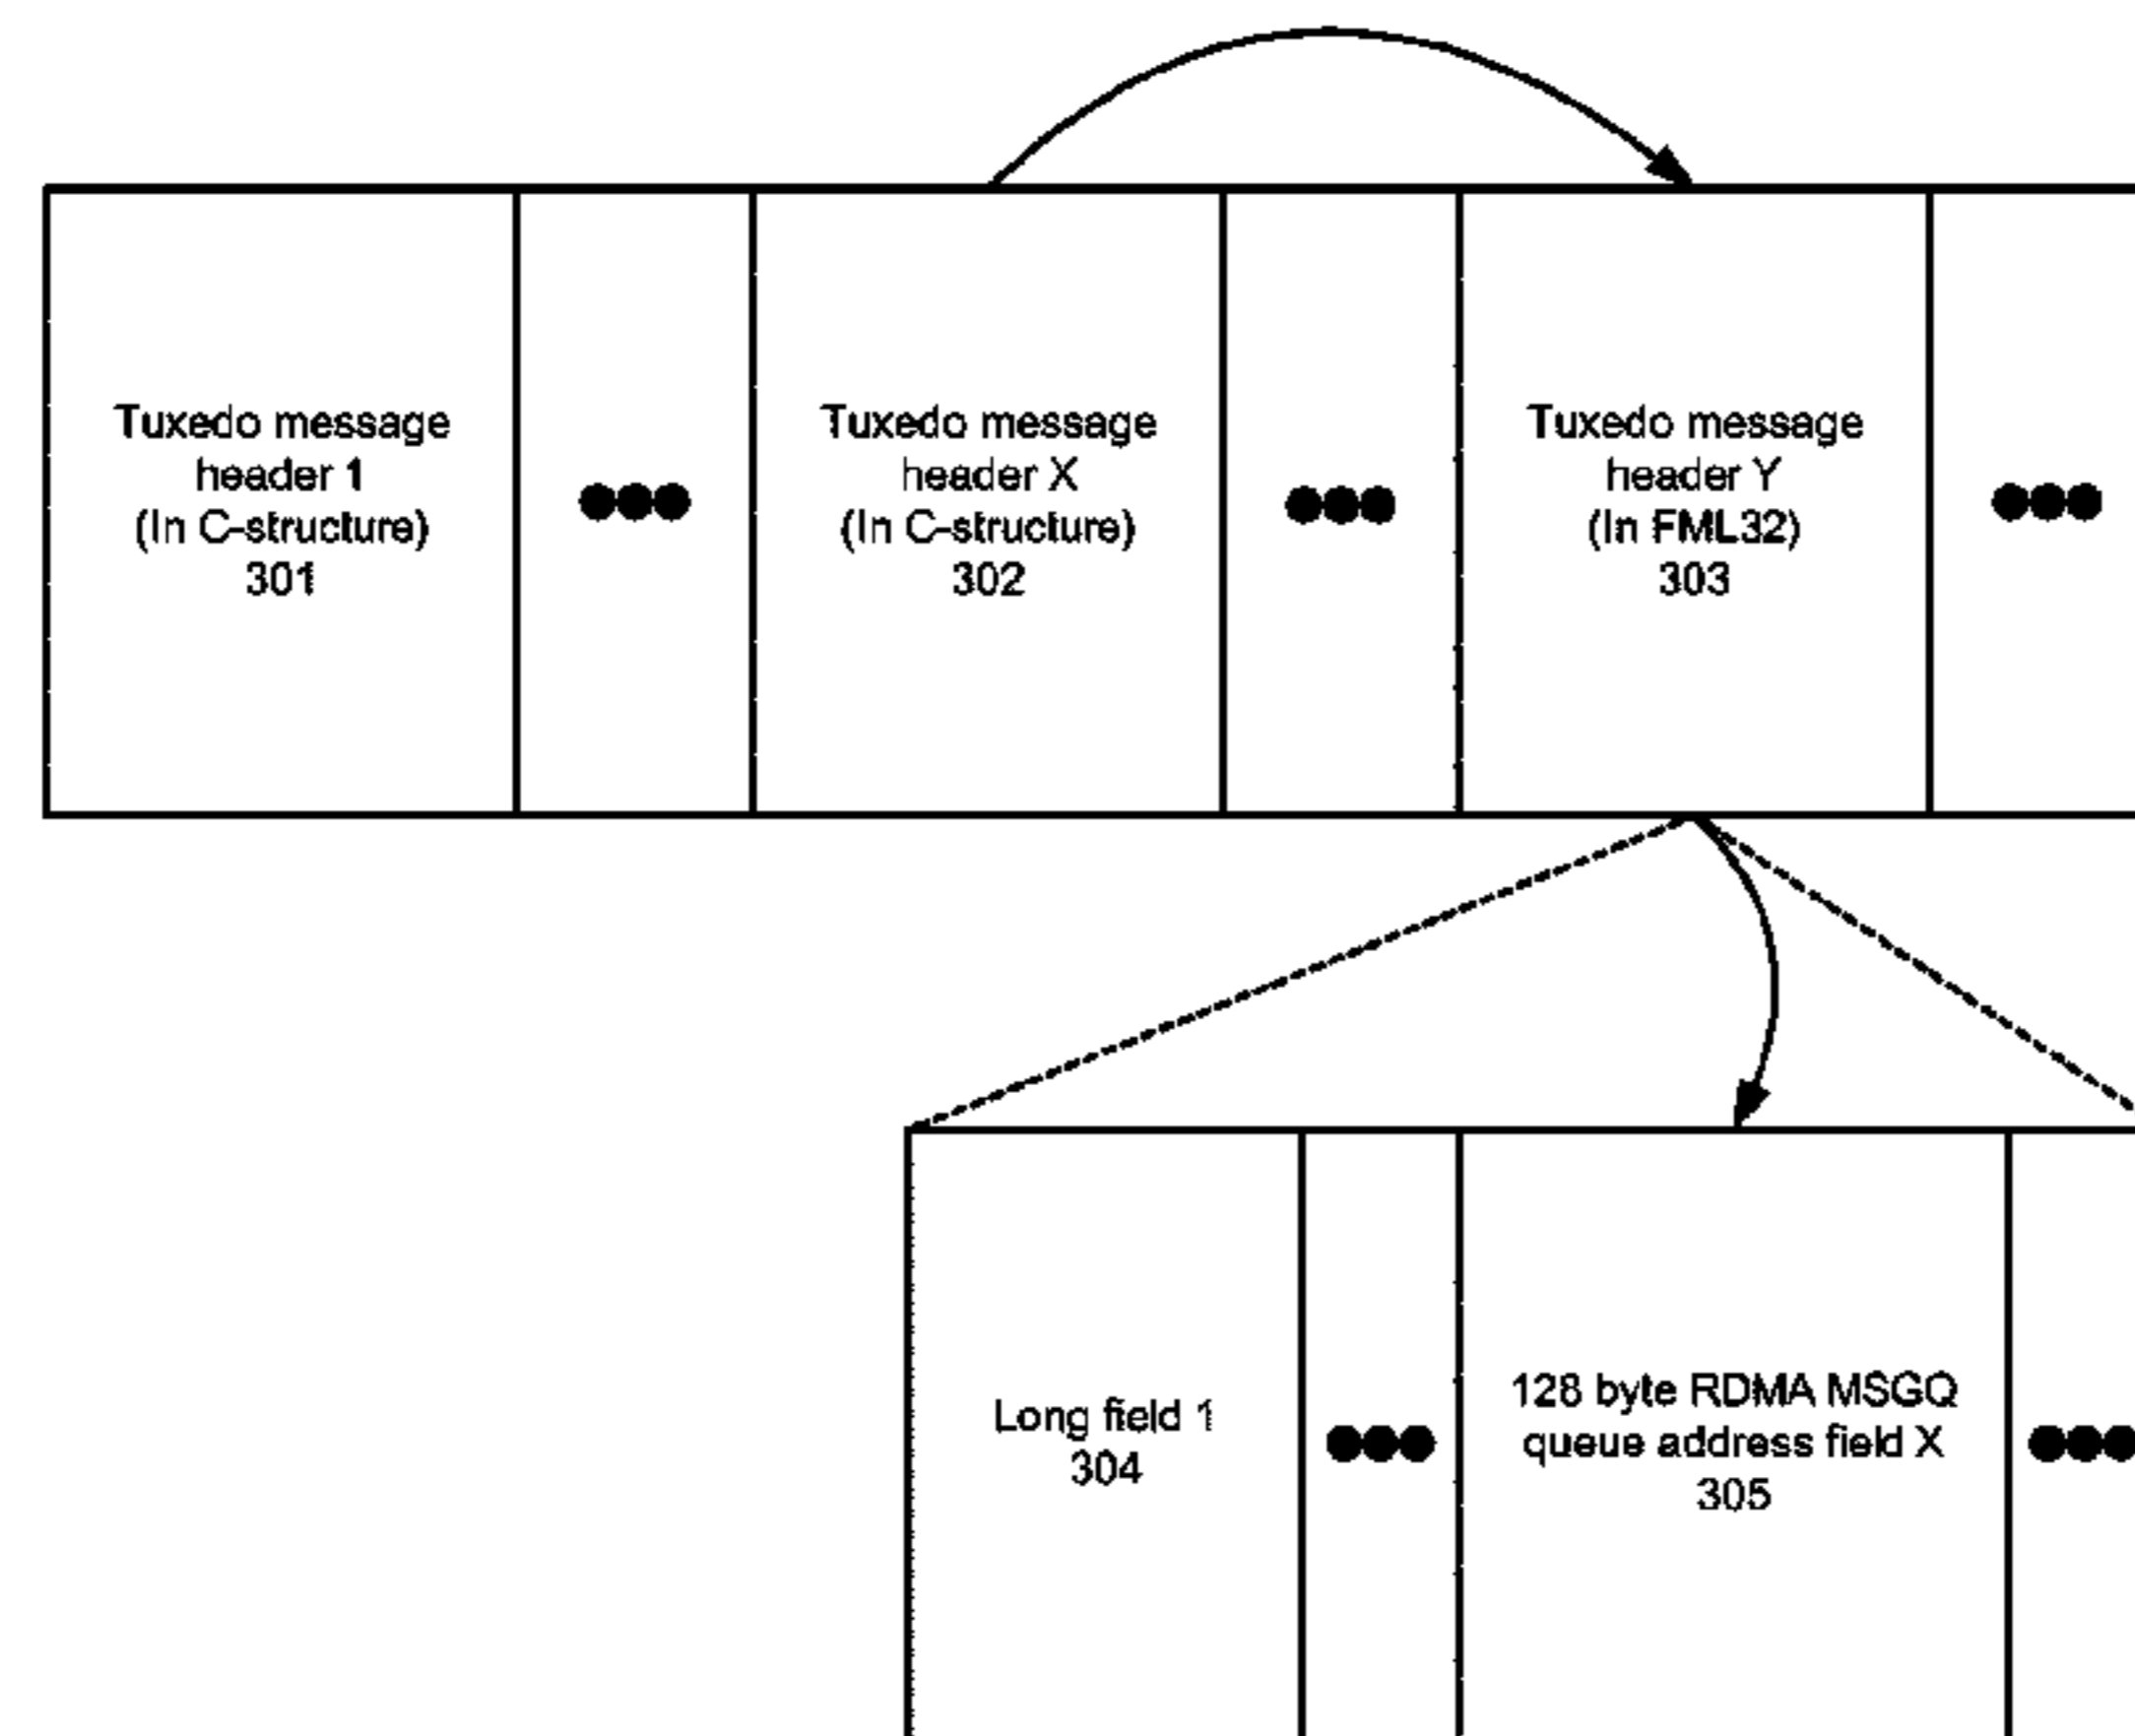 Tuxedo message
header 1
(In C-structure)
301
Tuxedo message
header X
(In C-structure)
302
Tuxedo message
header Y
(In FML32)
303
Long field 1
304
128 byte RDMA MSGQ
queue address field X
305